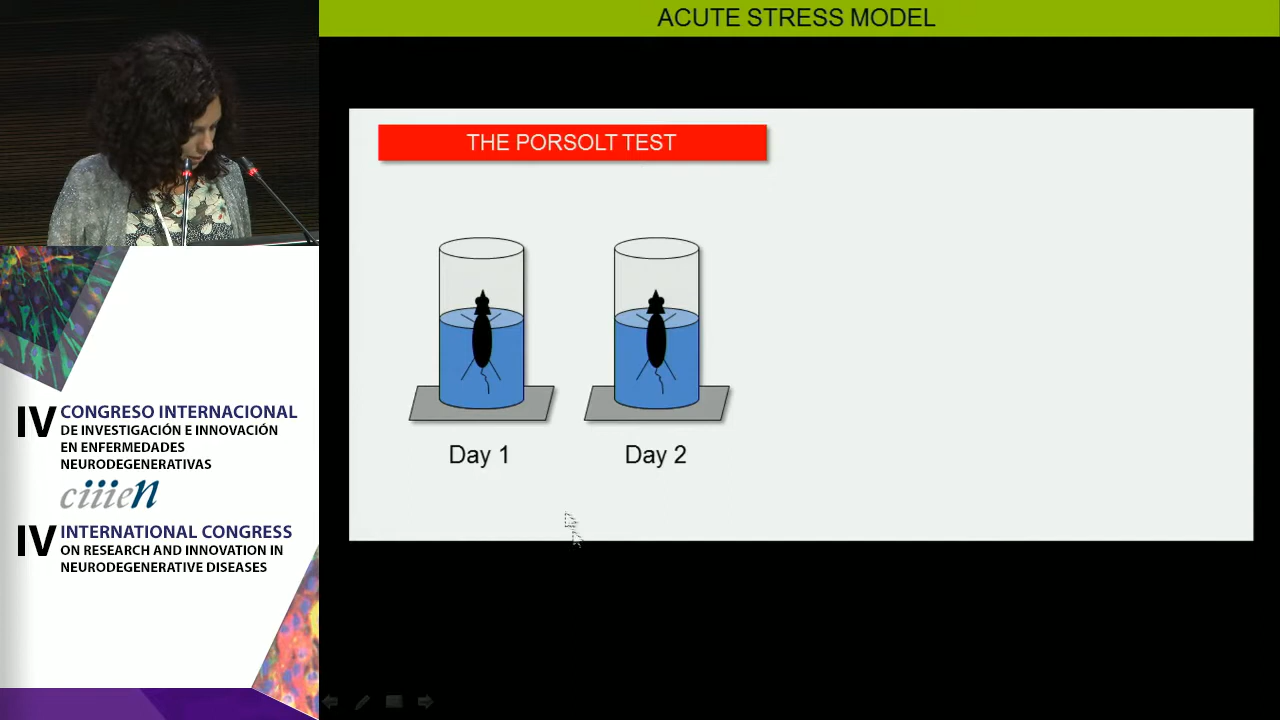 ACUTE STRESS MODEL
THE PORSOLT TEST
Day 1
Day 2
IV CONGRESO INTERNACIONAL
DE INVESTIGACIÓN E INNOVACIÓN
EN ENFERMEDADES
NEURODEGENERATIVAS
ciiien
IV INTERNATIONAL CONGRESS
ON RESEARCH AND INNOVATION IN
NEURODEGENERATIVE DISEASES